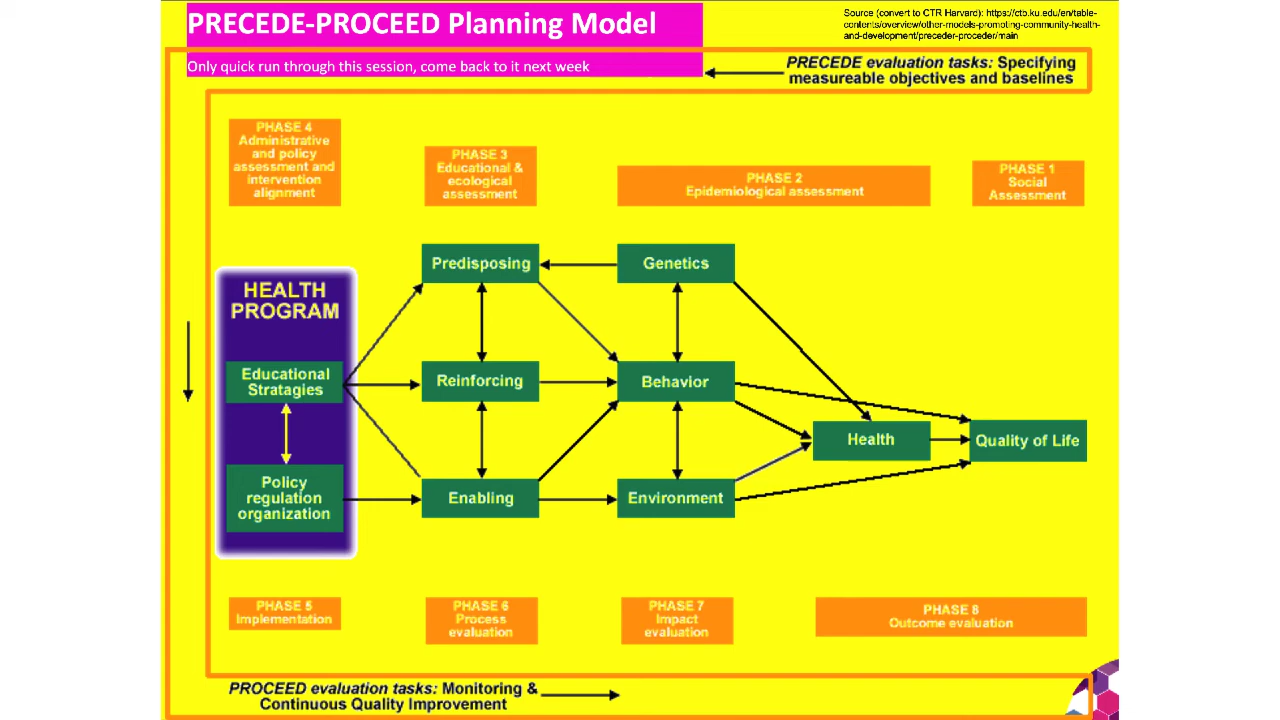 PRECEDE-PROCEED Planning Model
Source (convert to CTR Harvard): https://ctb.ku.edu/en/table-
contents/overview/other-models-promoting-community-health-
and-development/preceder-proceder/main
Only quick run through this session, come back to it next week
PRECEDE evaluation tasks: Specifying
measureable objectives and baselines
PHASE 4
Administrative
and policy
assessment and
intervention
alignment
PHASE 3
Educational &
ecological
assessment
PHASE 2
Epidemiological assessment
PHASE 1
Social
Assessment
HEALTH
PROGRAM
Educational
Stratagies
Policy
regulation
organization
Predisposing
Reinforcing
Enabling
Genetics
Behavior
Environment
Health
Quality of Life
PHASE 5
Implementation
PHASE 6
Process
evaluation
PHASE 7
Impact
evaluation
PHASE 8
Outcome evaluation
PROCEED evaluation tasks: Monitoring &
Continuous Quality Improvement